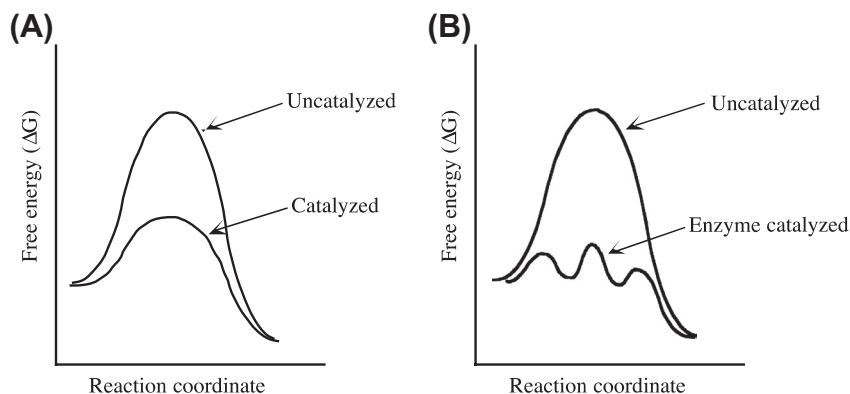 (A)
Free energy (ΔG)
Uncatalyzed
Catalyzed
Reaction coordinate
(B)
Free energy (ΔG)
Uncatalyzed
Enzyme catalyzed
Reaction coordinate